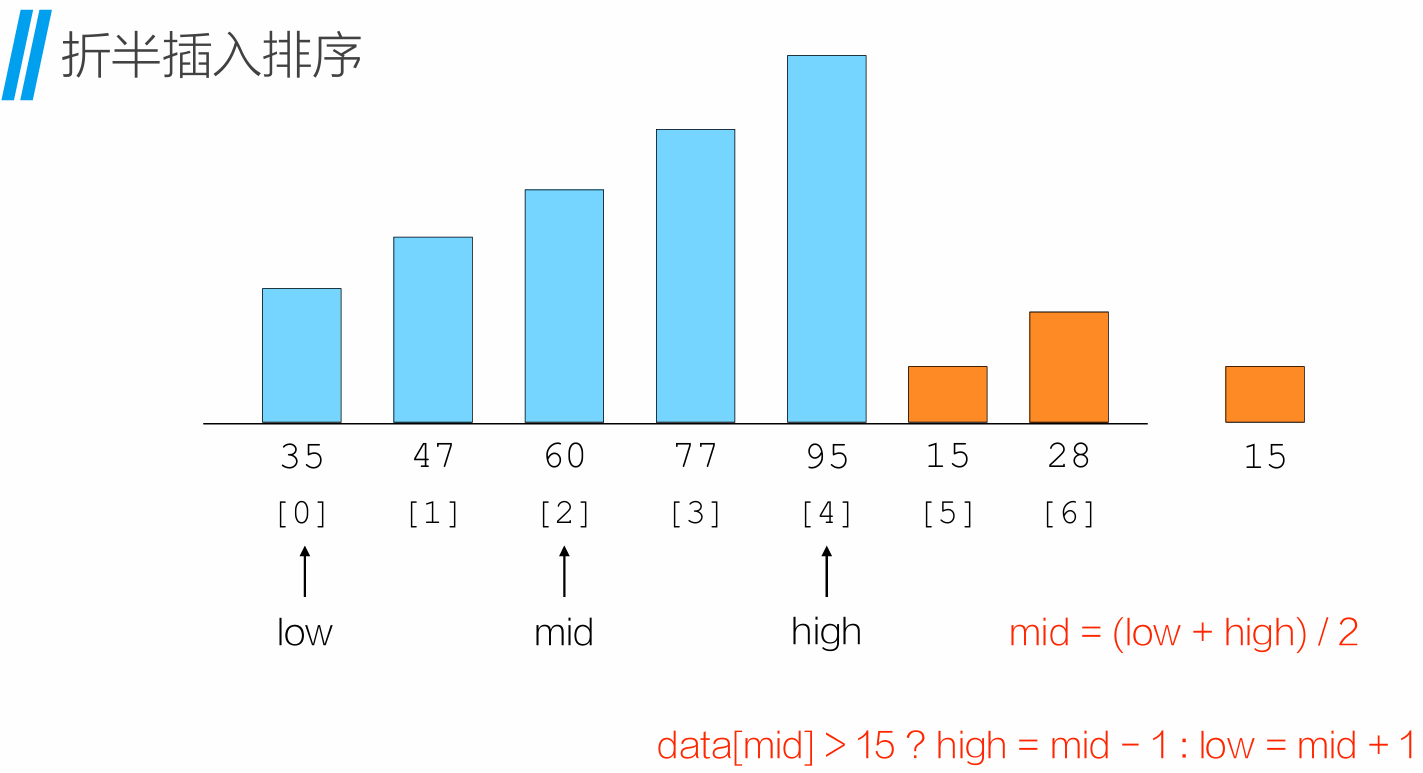 折半插入排序
35 47 60 77 95 15 28 15
[0] [1] [2] [3] [4] [5] [6]
low mid high mid = (low + high) / 2
data[mid] > 15 ? high = mid - 1 : low = mid + 1